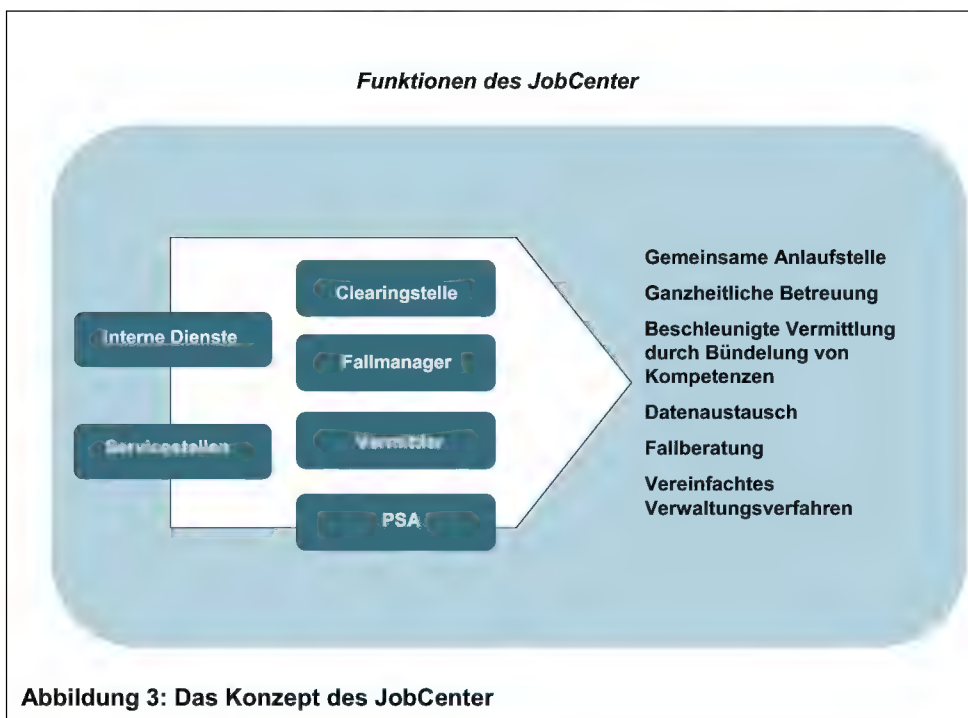 Funktionen des JobCenter
Interne Dienste
Servicestellen
Clearingstelle
Fallmanager
Vermittler
PSA
Gemeinsame Anlaufstelle
Ganzheitliche Betreuung
Beschleunigte Vermittlung
durch Bündelung von
Kompetenzen
Datenaustausch
Fallberatung
Vereinfachtes
Verwaltungsverfahren
Abbildung 3: Das Konzept des JobCenter